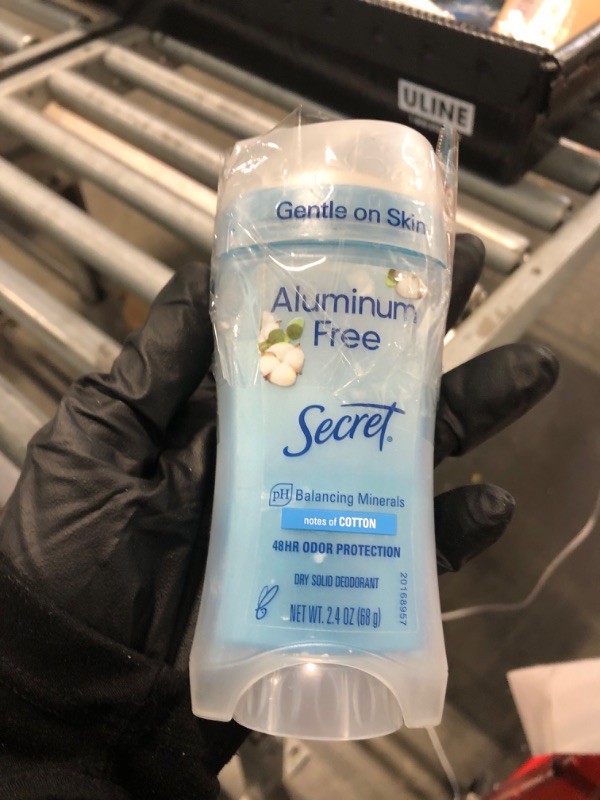 ULINE
Gentle on Skin
Aluminum
Free
Secret®
pH Balancing Minerals
notes of COTTON
48HR ODOR PROTECTION
DRY SOLID DEODORANT
NET WT. 2.4 OZ (68 g)
20168957